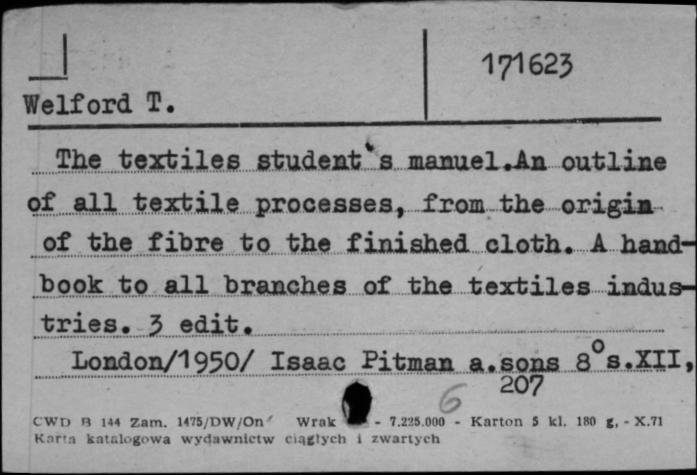 171623
Welford T.
The textiles student's manuel.An outline
of all textile processes, from the origin
of the fibre to the finished cloth. A hand-
book to all branches of the textiles indus-
tries. 3 edit.
London/1950/ Isaac Pitman a.sons 8° s.XII,
207
6
CWD B 144 Zam. 1475/DW/On Wrak - 7.225.000 - Karton 5 kl. 180 g, - X.71
Karta katalogowa wydawnictw ciągłych i zwartych